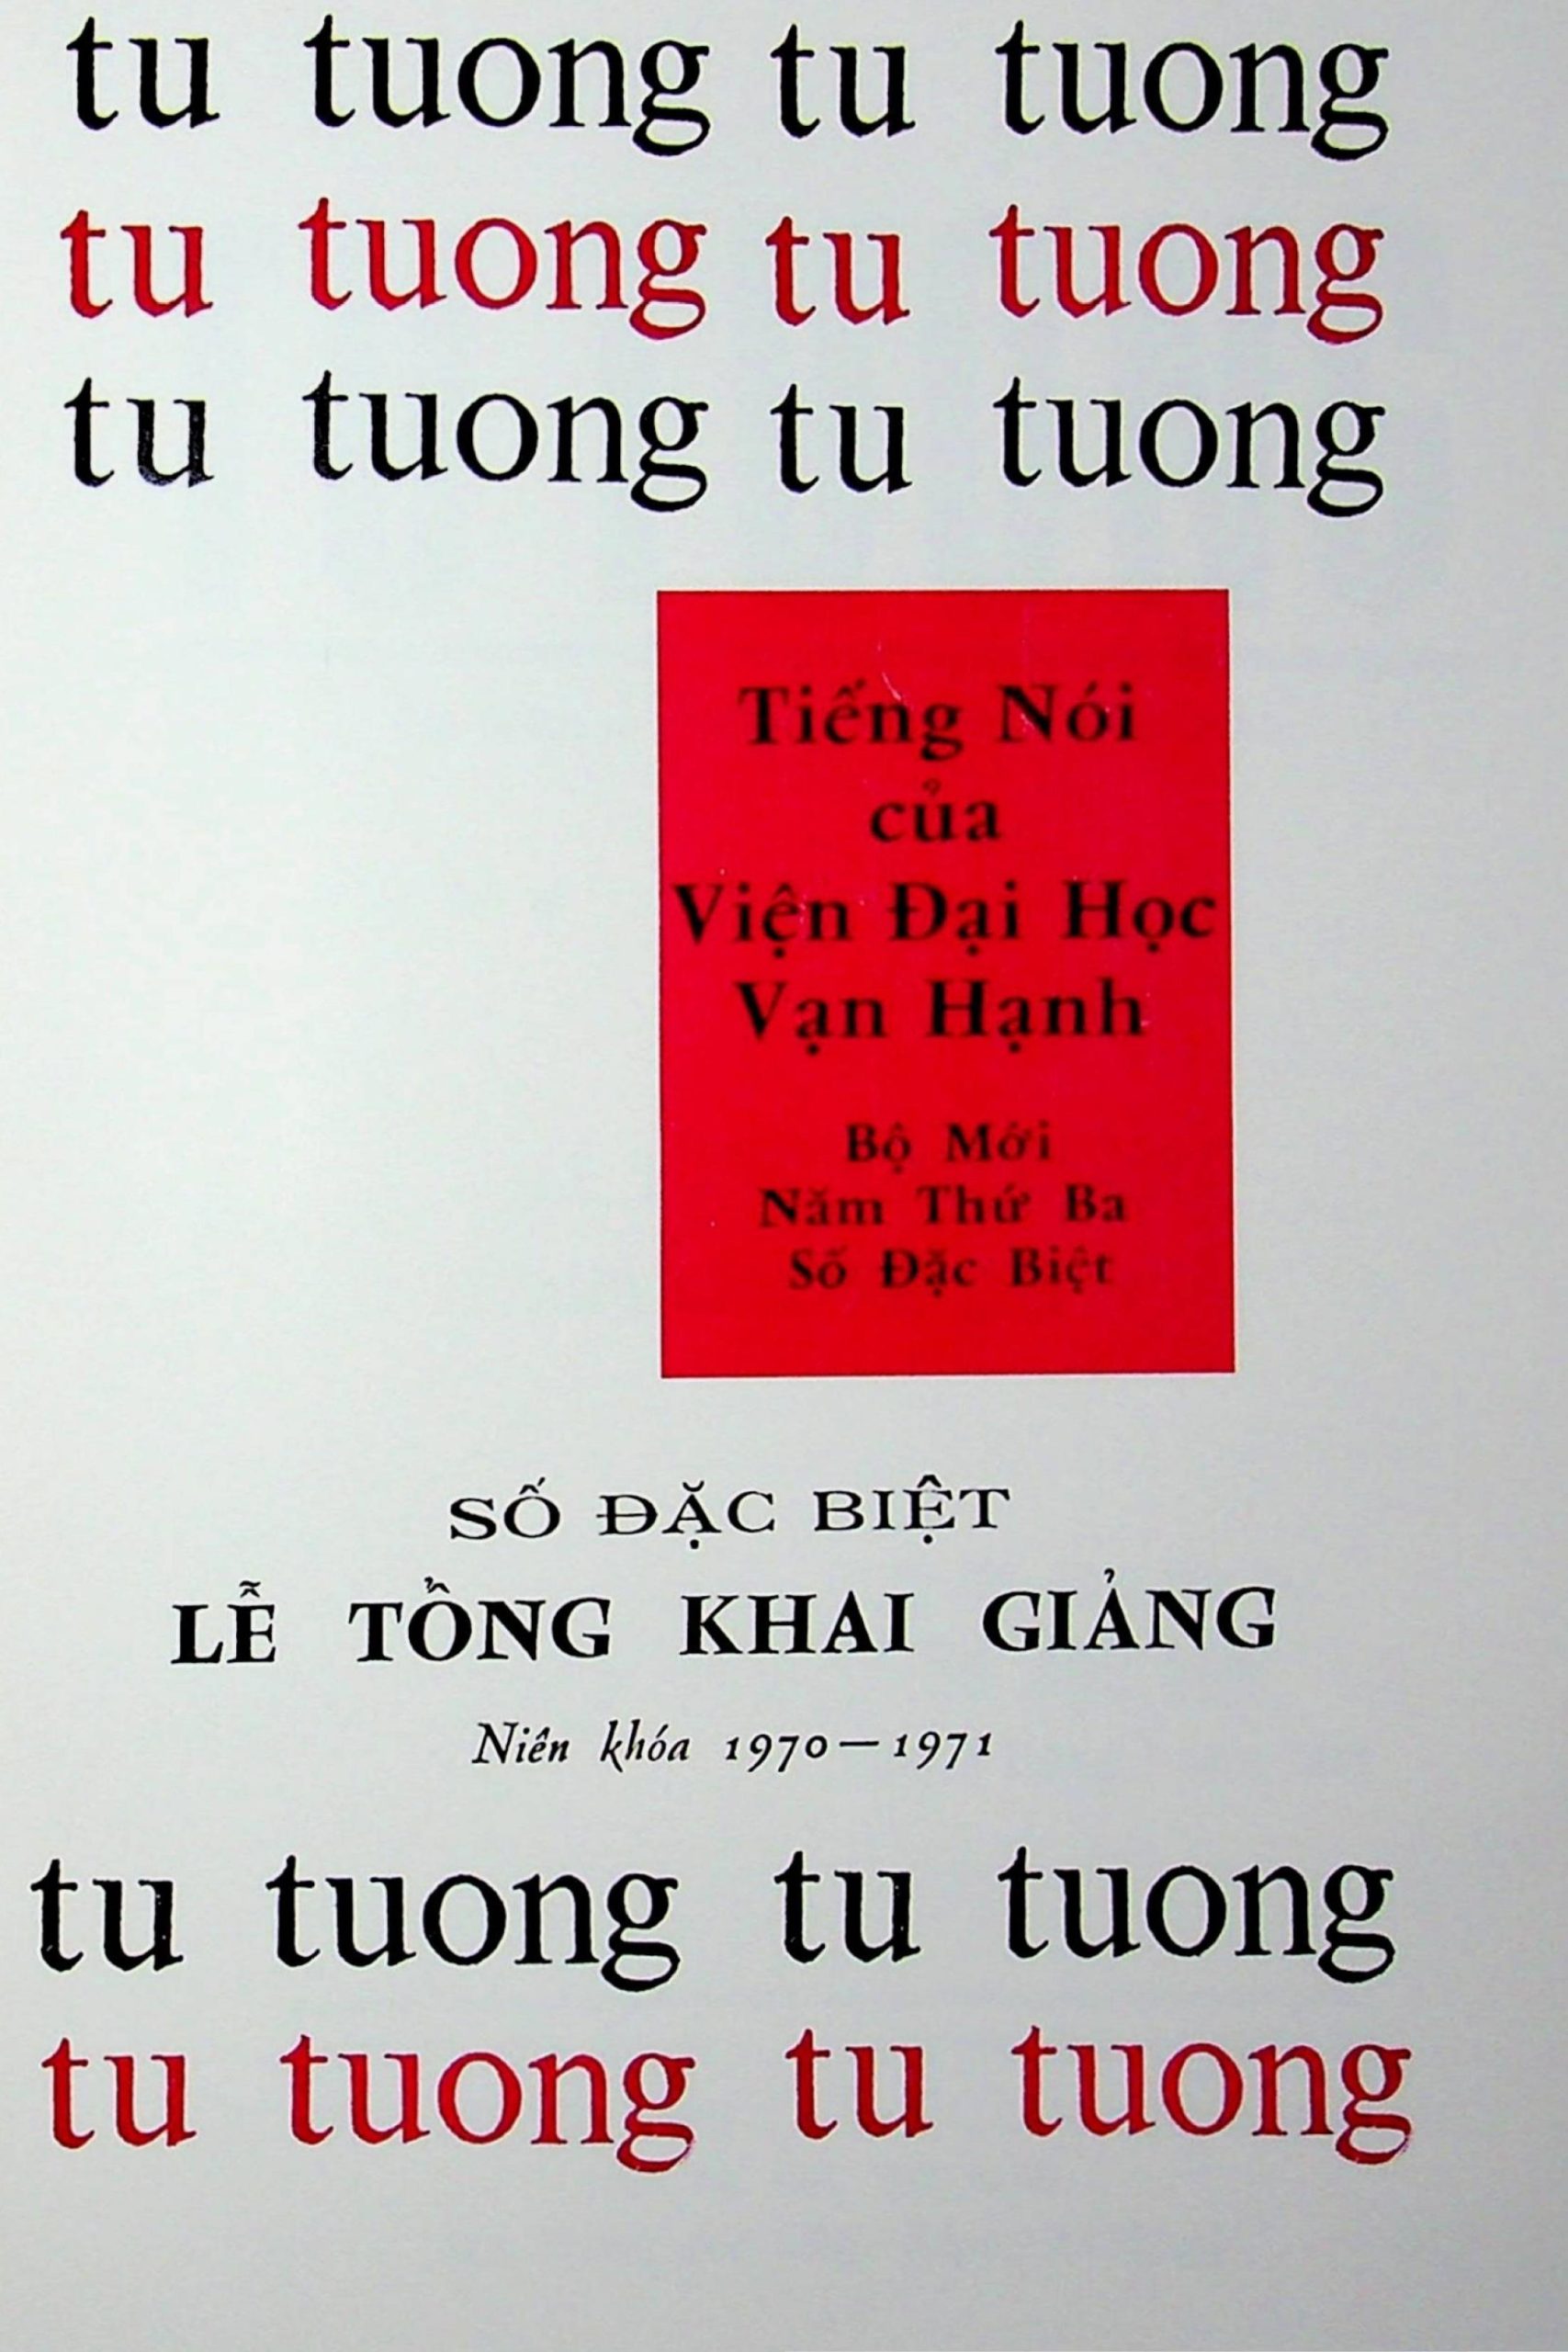 tu tuong tu tuong
tu tuong tu tuong
tu tuong tu tuong
Tiếng Nói
của
Viện Đại Học
Vạn Hạnh
Bộ Mới
Năm Thứ Ba
Số Đặc Biệt
SỐ ĐẶC BIỆT
LỄ TỔNG KHAI GIẢNG
Niên khóa 1970—1971
tu tuong tu tuong
tu tuong tu tuong